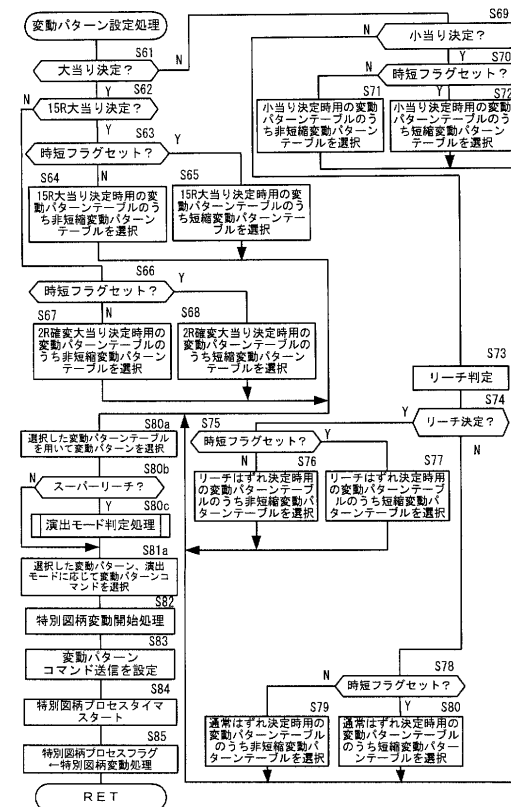 変動パターン設定処理
S61
大当り決定？
N
Y
S62
N
15R大当り決定？
Y
S63
時短フラグセット？
Y
N
S64
15R大当り決定時用の変
動パターンテーブルのう
ち非短縮変動パターン
テーブルを選択
S65
15R大当り決定時用の変
動パターンテーブルのう
ち短縮変動パターンテー
ブルを選択
S66
時短フラグセット？
Y
N
S67
2R確変大当り決定時用の
変動パターンテーブルの
うち非短縮変動パターン
テーブルを選択
S68
2R確変大当り決定時用の
変動パターンテーブルの
うち短縮変動パターン
テーブルを選択
S69
小当り決定？
N
Y
S70
時短フラグセット？
N
Y
S71
小当り決定時用の変動
パターンテーブルのう
ち非短縮変動パターン
テーブルを選択
S72
小当り決定時用の変動
パターンテーブルのう
ち短縮変動パターン
テーブルを選択
S73
リーチ判定
S74
リーチ決定？
Y
N
S75
時短フラグセット？
Y
N
S76
リーチはずれ決定時用
の変動パターンテーブ
ルのうち非短縮変動パ
ターンテーブルを選択
S77
リーチはずれ決定時用
の変動パターンテーブ
ルのうち短縮変動パ
ターンテーブルを選択
S78
時短フラグセット？
N
Y
S79
通常はずれ決定時用の
変動パターンテーブル
のうち非短縮変動パ
ターンテーブルを選択
S80
通常はずれ決定時用の
変動パターンテーブル
のうち短縮変動パター
ンテーブルを選択
S80a
選択した変動パターンテーブル
を用いて変動パターンを選択
S80b
スーパーリーチ？
N
Y
S80c
演出モード判定処理
S81a
選択した変動パターン、演出
モードに応じて変動パターンコ
マンドを選択
S82
特別図柄変動開始処理
S83
変動パターン
コマンド送信を設定
S84
特別図柄プロセスタイマ
スタート
S85
特別図柄プロセスフラグ
←特別図柄変動処理
RET